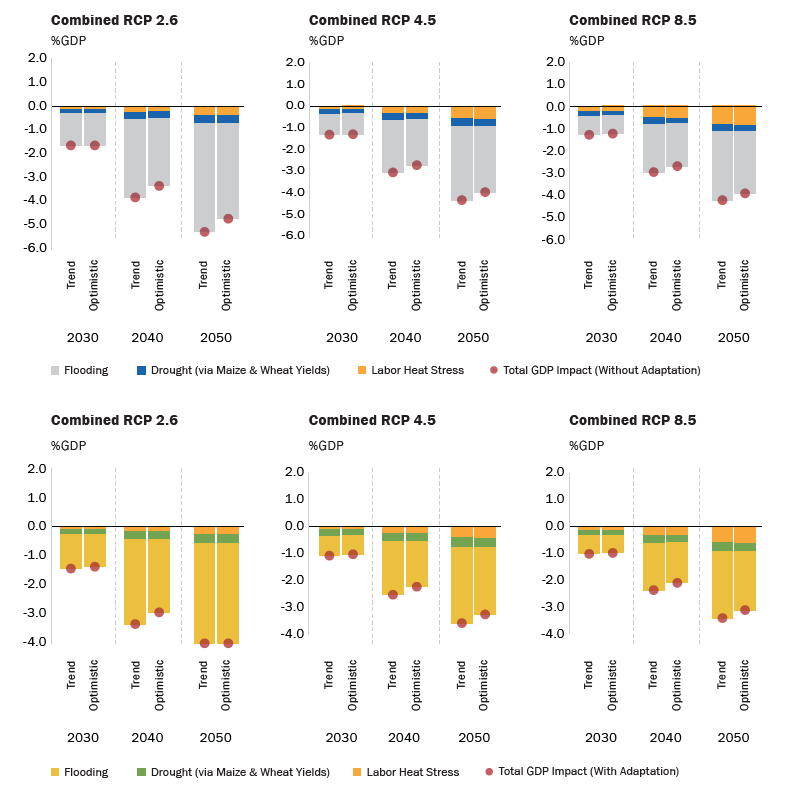 Combined RCP 2.6
Combined RCP 4.5
Combined RCP 8.5
%GDP
%GDP
%GDP
2.0
1.0
0.0
-1.0
-2.0
-3.0
-4.0
-5.0
-6.0
2.0
1.0
0.0
-1.0
-2.0
-3.0
-4.0
-5.0
-6.0
2.0
1.0
0.0
-1.0
-2.0
-3.0
-4.0
-5.0
-6.0
Trend
Optimistic
Trend
Optimistic
Trend
Optimistic
Trend
Optimistic
Trend
Optimistic
Trend
Optimistic
Trend
Optimistic
Trend
Optimistic
Trend
Optimistic
2030 2040 2050
2030 2040 2050
2030 2040 2050
Flooding Drought (via Maize & Wheat Yields) Labor Heat Stress Total GDP Impact (Without Adaptation)
Combined RCP 2.6
Combined RCP 4.5
Combined RCP 8.5
%GDP
%GDP
%GDP
2.0
1.0
0.0
-1.0
-2.0
-3.0
-4.0
2.0
1.0
0.0
-1.0
-2.0
-3.0
-4.0
2.0
1.0
0.0
-1.0
-2.0
-3.0
-4.0
Trend
Optimistic
Trend
Optimistic
Trend
Optimistic
Trend
Optimistic
Trend
Optimistic
Trend
Optimistic
Trend
Optimistic
Trend
Optimistic
Trend
Optimistic
2030 2040 2050
2030 2040 2050
2030 2040 2050
Flooding Drought (via Maize & Wheat Yields) Labor Heat Stress Total GDP Impact (With Adaptation)